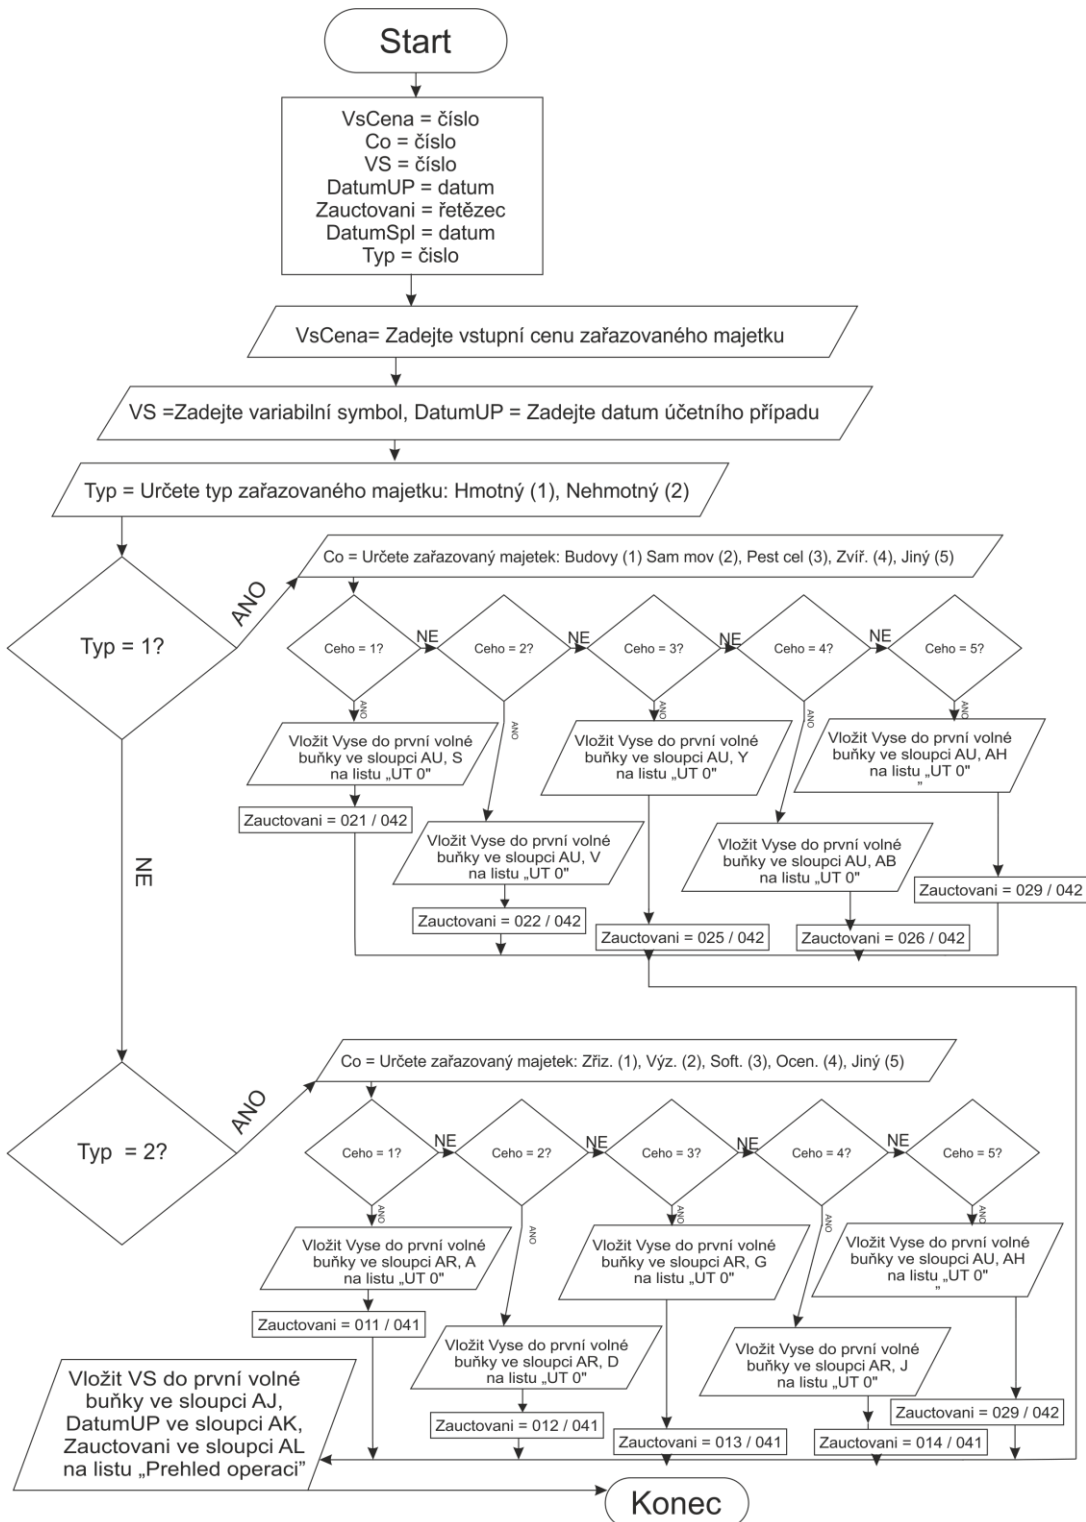 Start
VsCena = číslo
Co = číslo
VS = číslo
DatumUP = datum
Zauctovani = řetězec
DatumSpl = datum
Typ = čislo
VsCena= Zadejte vstupní cenu zařazovaného majetku
VS =Zadejte variabilní symbol, DatumUP = Zadejte datum účetního případu
Typ = Určete typ zařazovaného majetku: Hmotný (1), Nehmotný (2)
Typ = 1?
ANO
NE
Co = Určete zařazovaný majetek: Budovy (1) Sam mov (2), Pest cel (3), Zvíř. (4), Jiný (5)
Ceho = 1?
NE
Ceho = 2?
NE
Ceho = 3?
NE
Ceho = 4?
NE
Ceho = 5?
ANO
ANO
ANO
ANO
ANO
Vložit Vyse do první volné
buňky ve sloupci AU, S
na listu „UT 0"
Zauctovani = 021 / 042
Vložit Vyse do první volné
buňky ve sloupci AU, V
na listu „UT 0"
Zauctovani = 022 / 042
Vložit Vyse do první volné
buňky ve sloupci AU, Y
na listu „UT 0"
Zauctovani = 025 / 042
Vložit Vyse do první volné
buňky ve sloupci AU, AB
na listu „UT 0"
Zauctovani = 026 / 042
Vložit Vyse do první volné
buňky ve sloupci AU, AH
na listu „UT 0"
”
Zauctovani = 029 / 042
Typ  = 2?
ANO
Co = Určete zařazovaný majetek: Zřiz. (1), Výz. (2), Soft. (3), Ocen. (4), Jiný (5)
Ceho = 1?
NE
Ceho = 2?
NE
Ceho = 3?
NE
Ceho = 4?
NE
Ceho = 5?
ANO
ANO
ANO
ANO
ANO
Vložit Vyse do první volné
buňky ve sloupci AR, A
na listu „UT 0"
Zauctovani = 011 / 041
Vložit Vyse do první volné
buňky ve sloupci AR, D
na listu „UT 0"
Zauctovani = 012 / 041
Vložit Vyse do první volné
buňky ve sloupci AR, G
na listu „UT 0"
Zauctovani = 013 / 041
Vložit Vyse do první volné
buňky ve sloupci AR, J
na listu „UT 0"
Zauctovani = 014 / 041
Vložit Vyse do první volné
buňky ve sloupci AU, AH
na listu „UT 0"
”
Zauctovani = 029 / 042
Vložit VS do první volné
buňky ve sloupci AJ,
DatumUP ve sloupci AK,
Zauctovani ve sloupci AL
na listu „Prehled operaci”
Konec